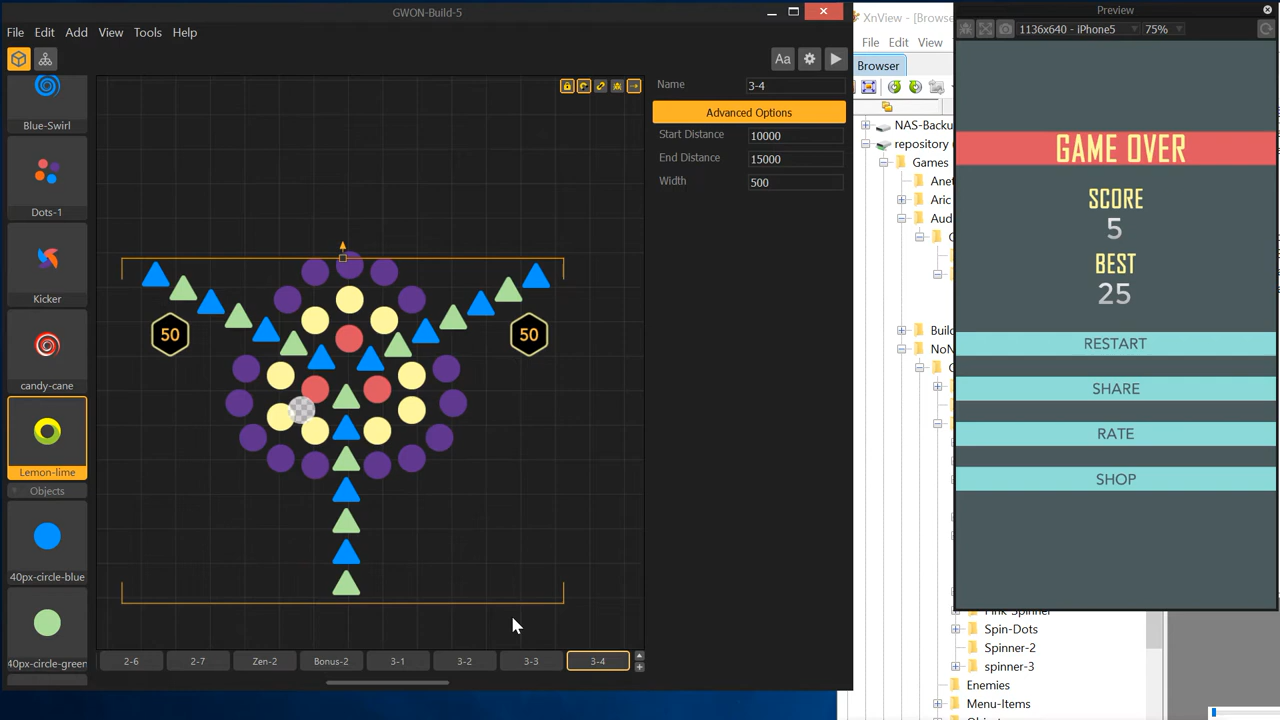 GWON-Build-5
File Edit Add View Tools Help
Aa
Blue-Swirl
Dots-1
Kicker
candy-cane
Lemon-lime
Objects
40px-circle-blue
40px-circle-green
50
50
2-6 2-7 Zen-2 Bonus-2 3-1 3-2 3-3 3-4
Name 3-4
Advanced Options
Start Distance 10000
End Distance 15000
Width 500
XnView - [Brows
File Edit View
Browser
NAS-Backu
repository (
Games
Anet
Aric
Aud
Build
NoN
Spin-Dots
Spinner-2
spinner-3
Enemies
Menu-Items
Preview
1136x640 - iPhone5 75%
GAME OVER
SCORE
5
BEST
25
RESTART
SHARE
RATE
SHOP